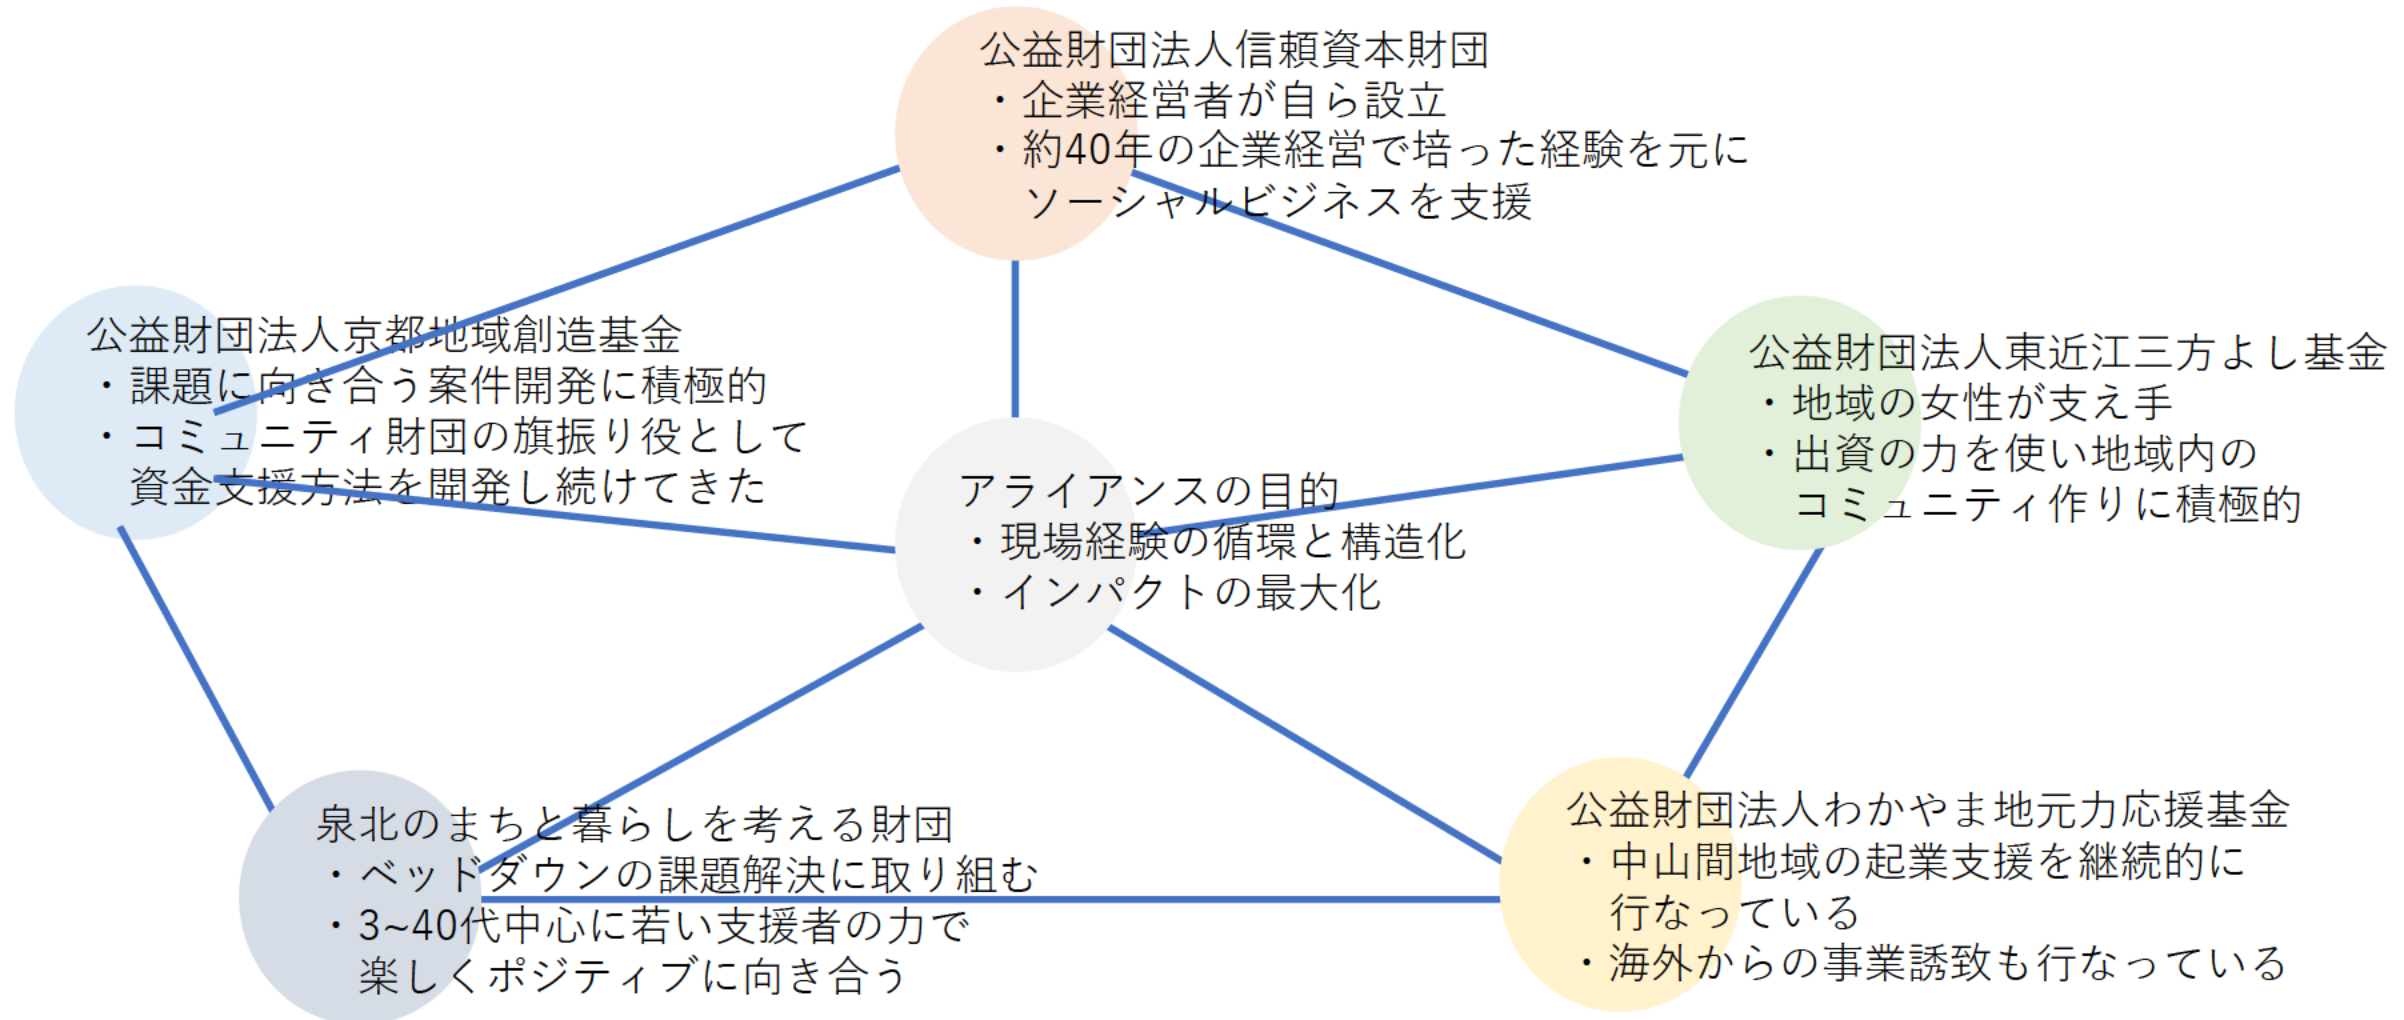 公益財団法人信頼資本財団
・企業経営者が自ら設立
・約40年の企業経営で培った経験を元に
ソーシャルビジネスを支援
公益財団法人京都地域創造基金
・課題に向き合う案件開発に積極的
・コミュニティ財団の旗振り役として
資金支援方法を開発し続けてきた
公益財団法人東近江三方よし基金
・地域の女性が支え手
・出資の力を使い地域内の
コミュニティ作りに積極的
アライアンスの目的
・現場経験の循環と構造化
・インパクトの最大化
泉北のまちと暮らしを考える財団
・ベッドダウンの課題解決に取り組む
・3~40代中心に若い支援者の力で
楽しくポジティブに向き合う
公益財団法人わかやま地元力応援基金
・中山間地域の起業支援を継続的に
行なっている
・海外からの事業誘致も行なっている